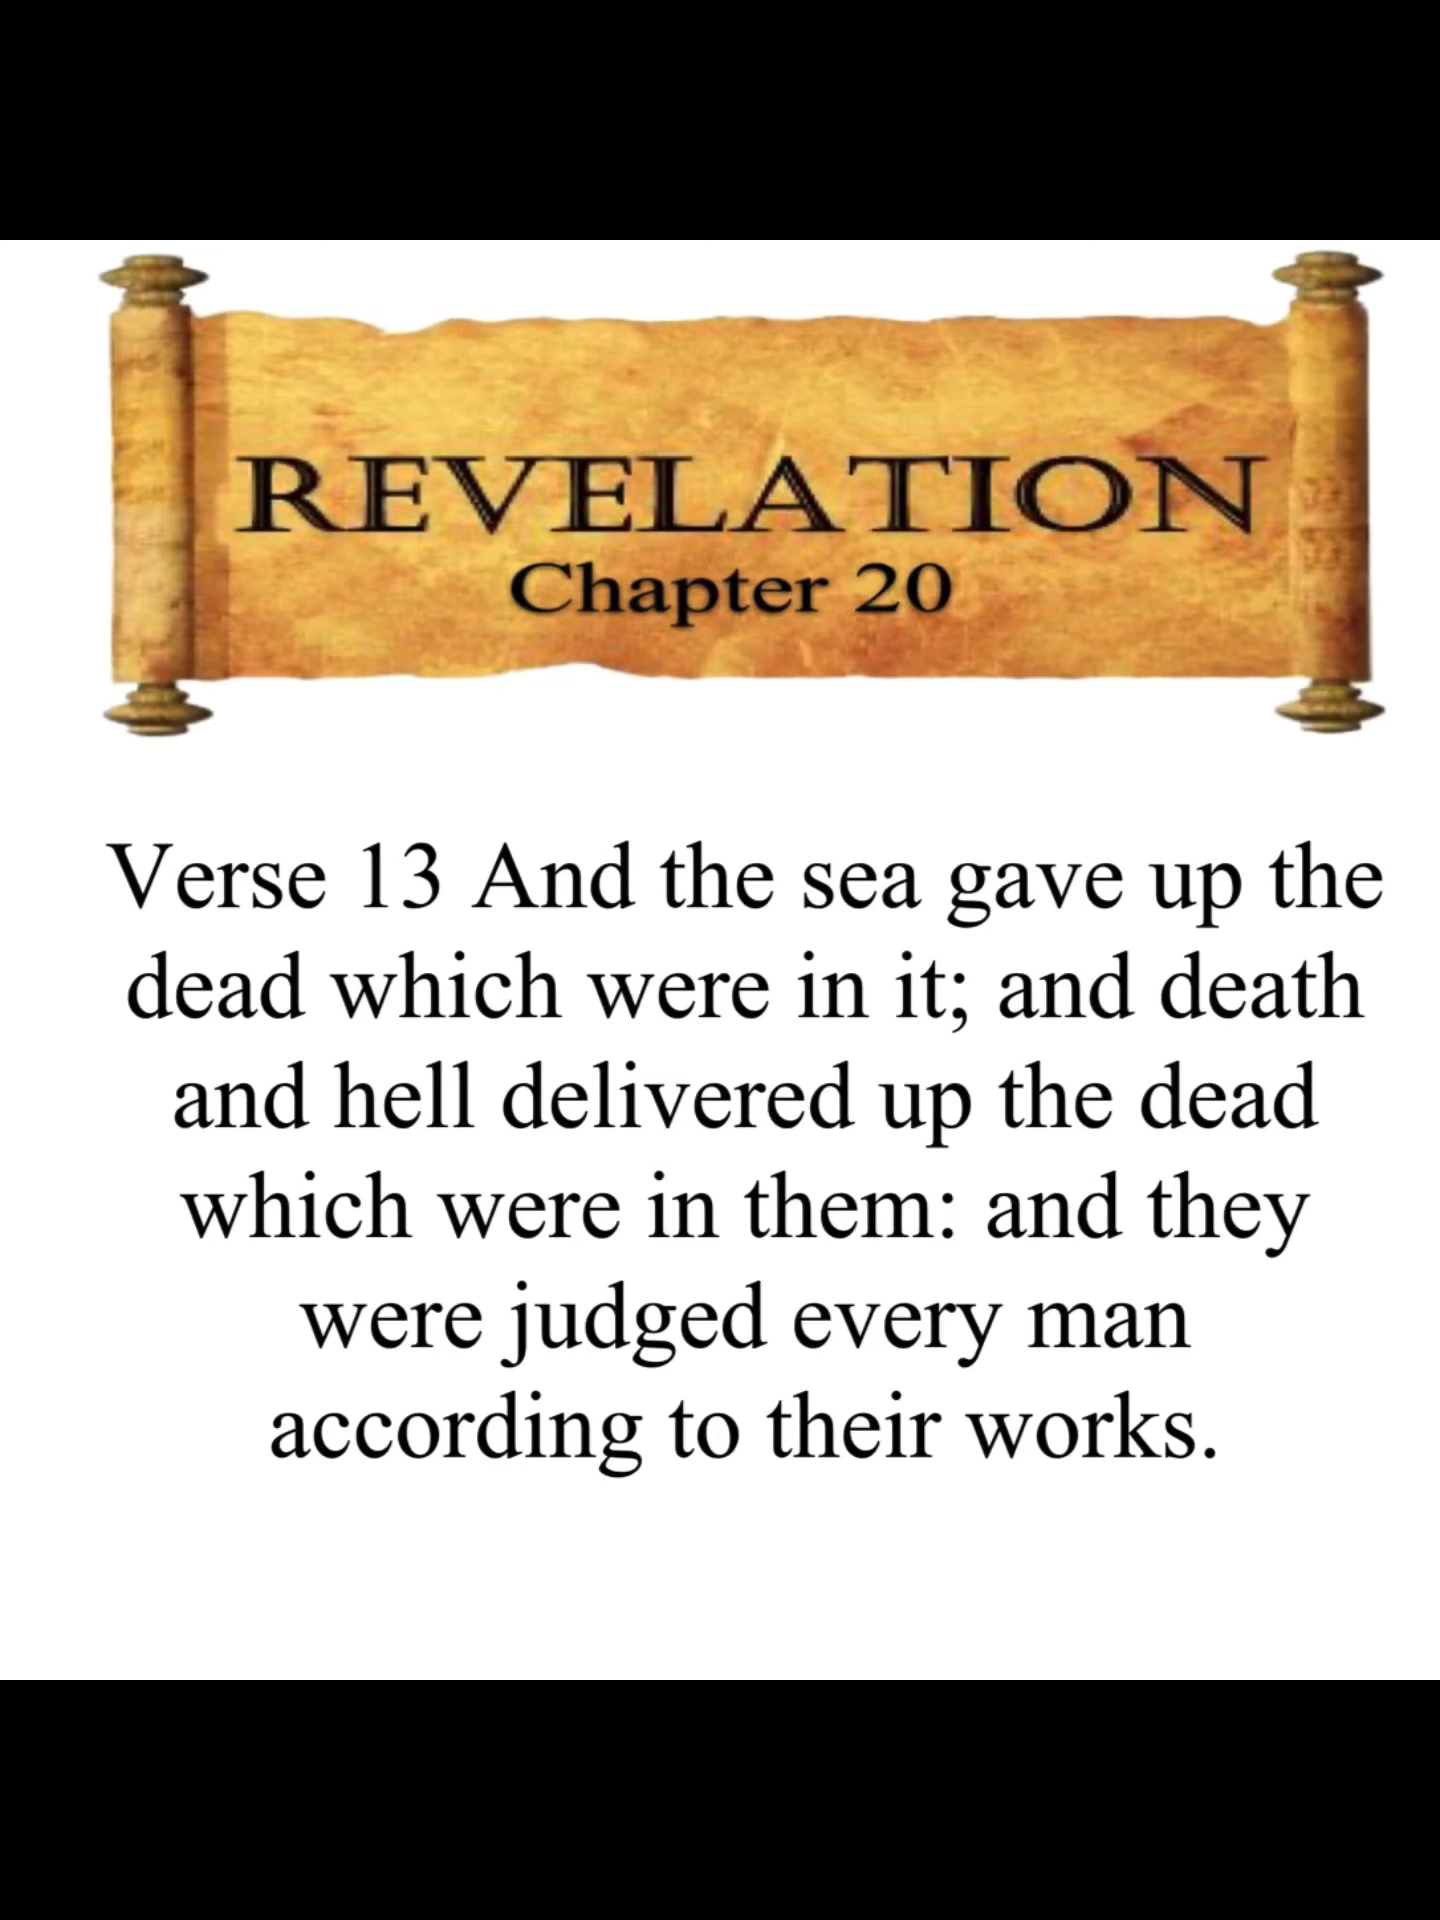 REVELATION
Chapter 20
Verse 13 And the sea gave up the
dead which were in it; and death
and hell delivered up the dead
which were in them: and they
were judged every man
according to their works.